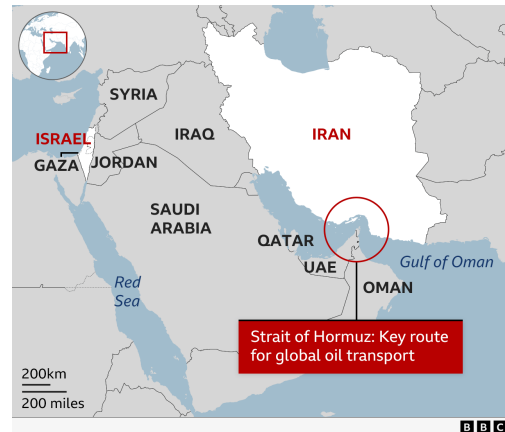 SYRIA
ISRAEL
IRAQ
IRAN
GAZA
JORDAN
SAUDI
ARABIA
QATAR
UAE
Gulf of Oman
OMAN
Red
Sea
Strait of Hormuz: Key route
for global oil transport
200km
200 miles
BBC